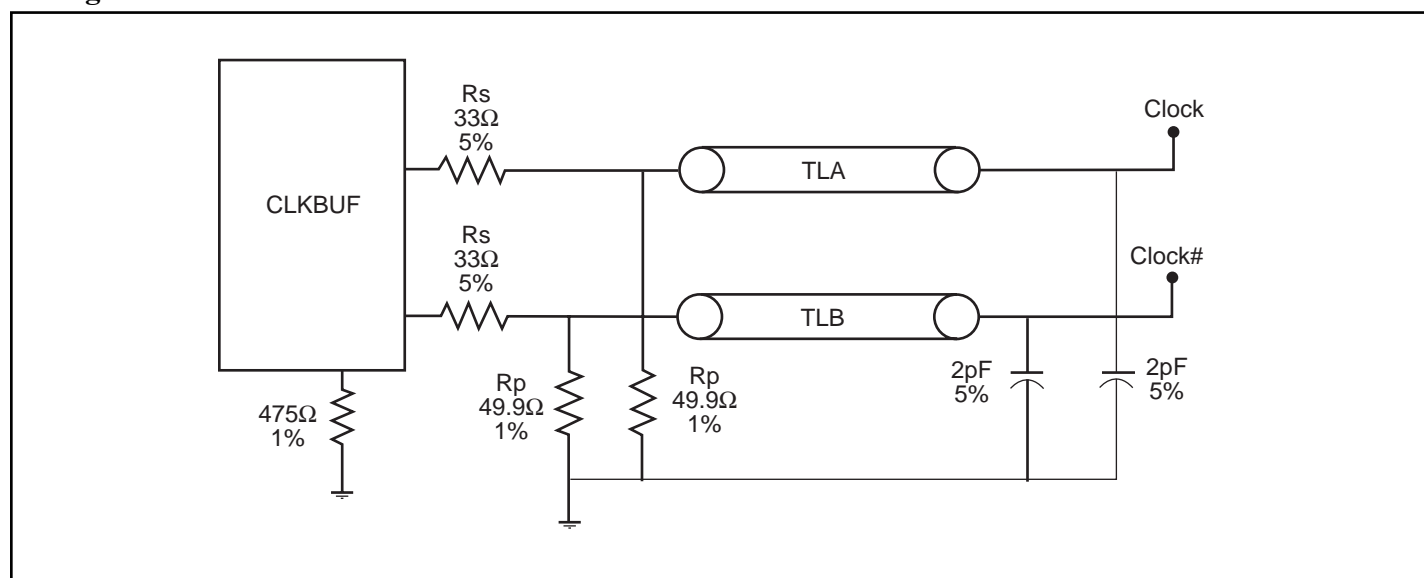 Rs
33Ω
5%
Clock
TLA
CLKBUF
Rs
33Ω
5%
Clock#
TLB
475Ω
1%
Rp
49.9Ω
1%
Rp
49.9Ω
1%
2pF
5%
2pF
5%